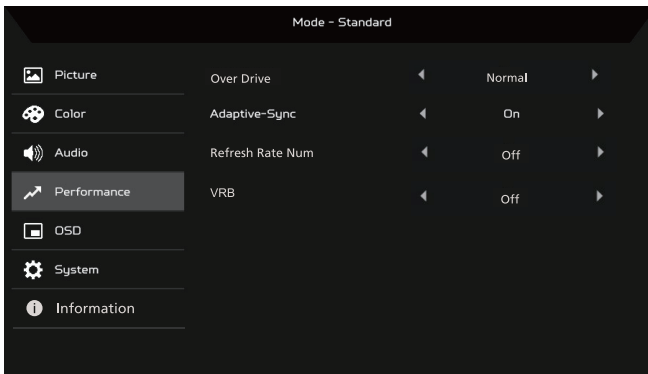 Mode - Standard
Picture
Color
Audio
Performance
OSD
System
Information
Over Drive Normal
Adaptive-Sync On
Refresh Rate Num Off
VRB Off